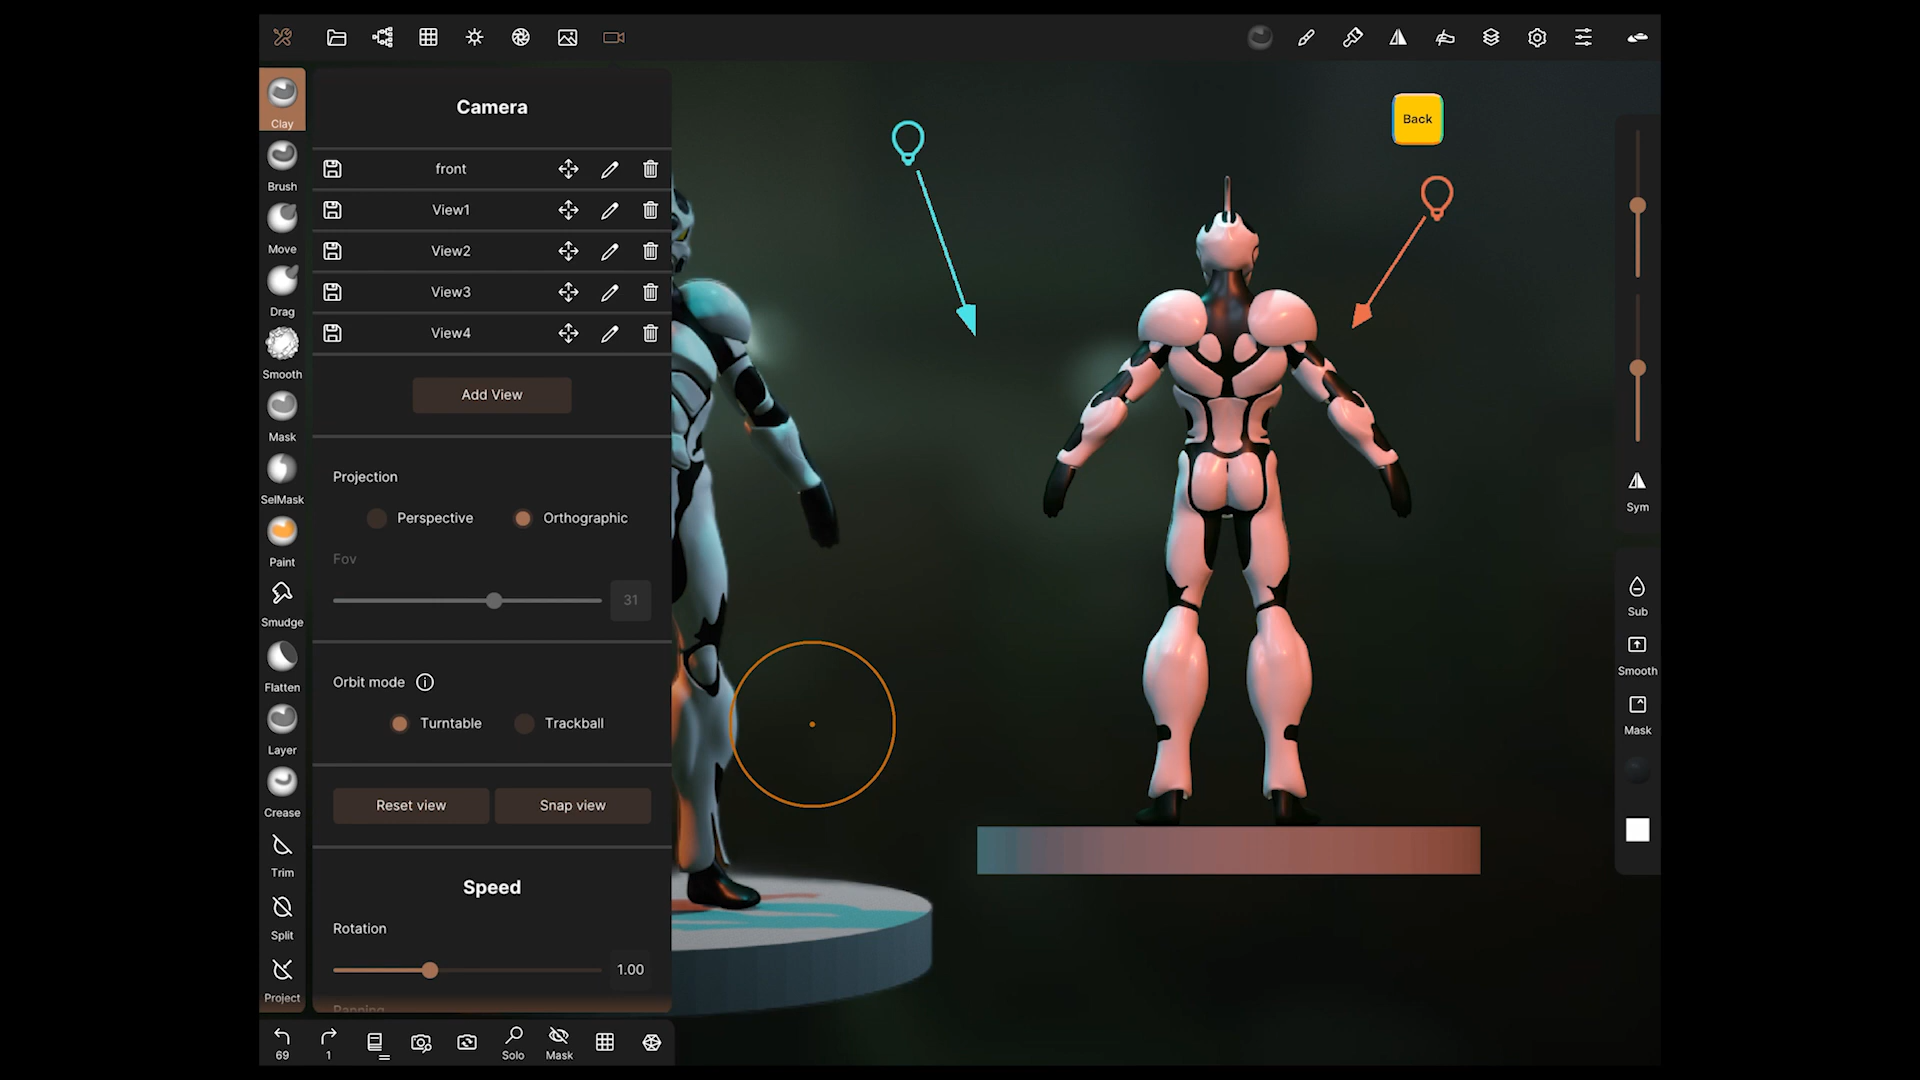 Camera
front
View1
View2
View3
View4
Add View
Projection
Perspective
Orthographic
Fov
31
Orbit mode
Turntable
Trackball
Reset view
Snap view
Speed
Rotation
1.00
Panning
Clay
Brush
Move
Drag
Smooth
Mask
SelMask
Paint
Smudge
Flatten
Layer
Crease
Trim
Split
Project
69
1
Solo
Mask
Back
Sym
Sub
Smooth
Mask